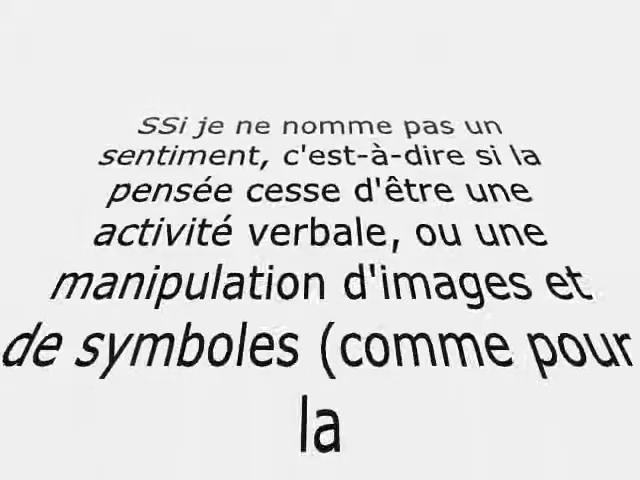 SSi je ne nomme pas un
sentiment, c'est-à-dire si la
pensée cesse d'être une
activité verbale, ou une
manipulation d'images et
de symboles (comme pour
la